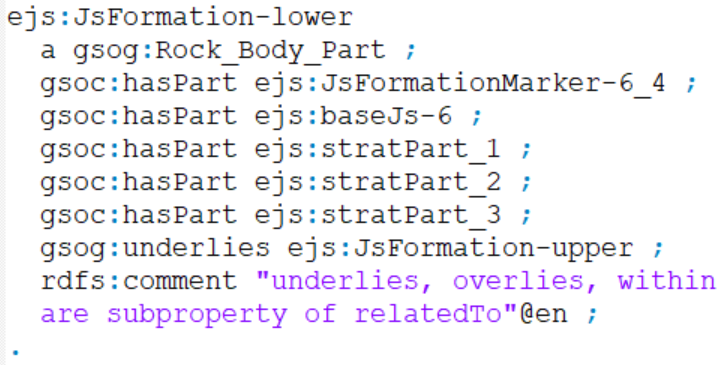 ejs:JsFormation-lower
a gsog:Rock_Body_Part ;
gsoc:hasPart ejs:JsFormationMarker-6_4 ;
gsoc:hasPart ejs:baseJs-6 ;
gsoc:hasPart ejs:stratPart_1 ;
gsoc:hasPart ejs:stratPart_2 ;
gsoc:hasPart ejs:stratPart_3 ;
gsog:underlies ejs:JsFormation-upper ;
rdfs:comment "underlies, overlies, within
are subproperty of relatedTo"@en ;
.